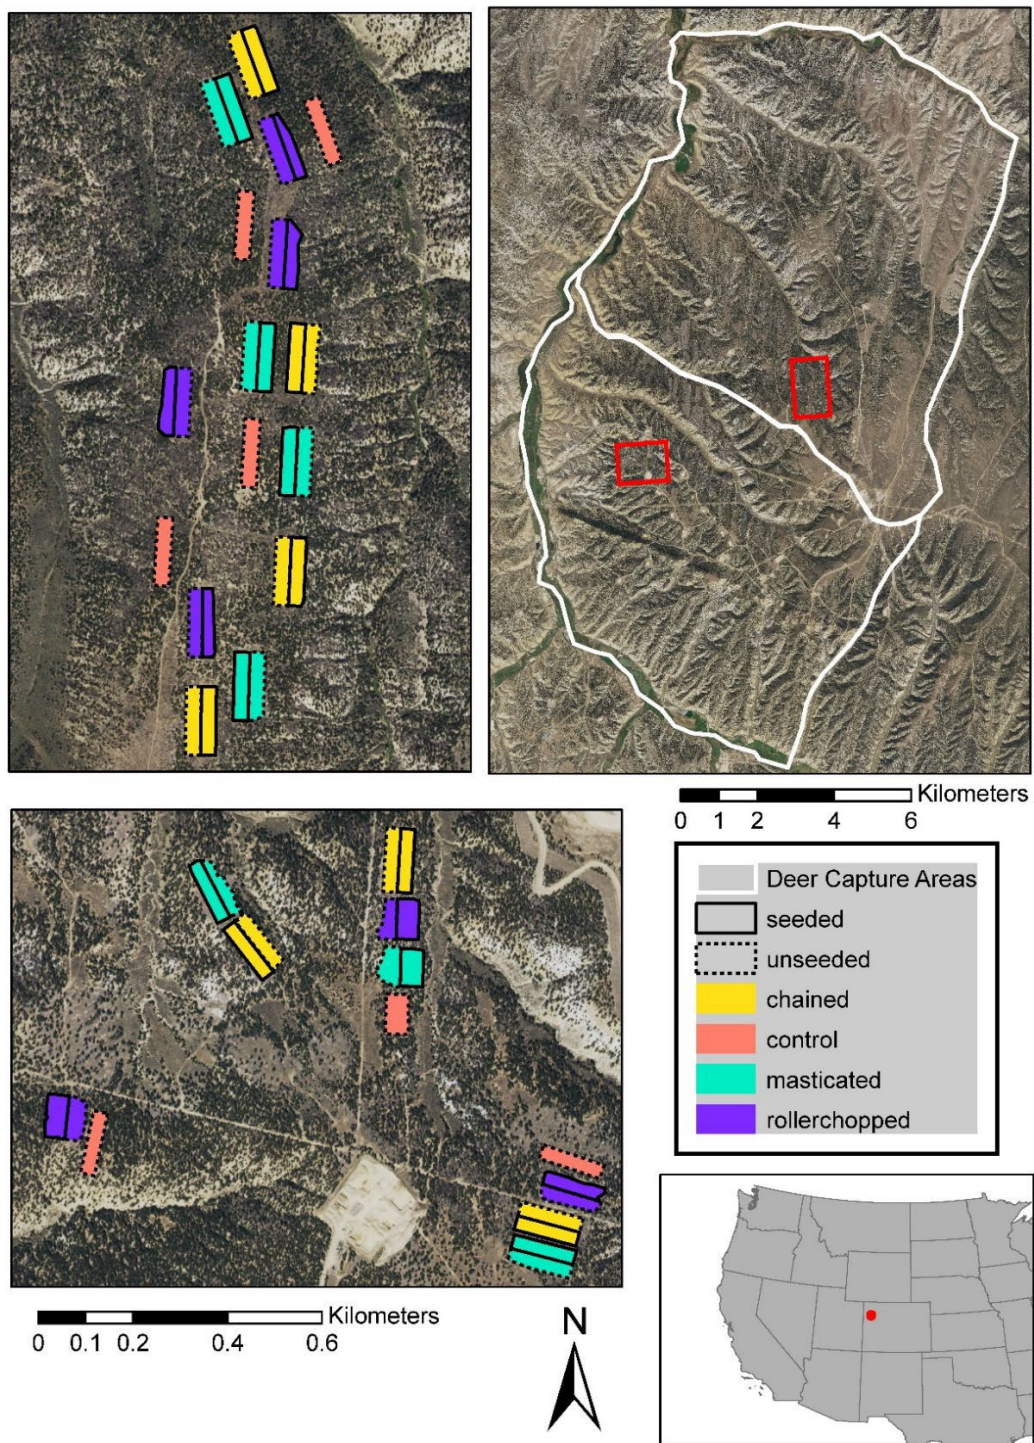 Kilometers
0 1 2 4 6
Deer Capture Areas
seeded
unseeded
chained
control
masticated
rollerchopped
Kilometers
0 0.1 0.2 0.4 0.6
N